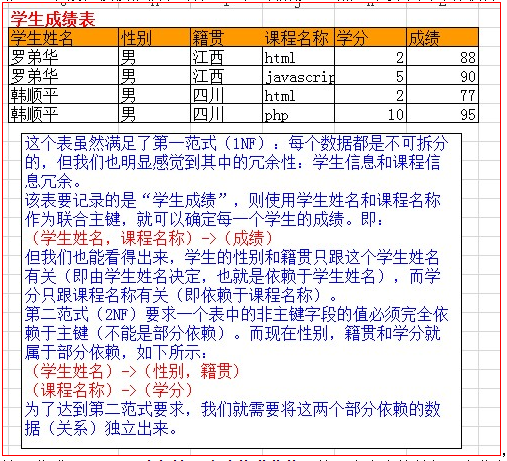 学生成绩表
学生姓名 性别 籍贯 课程名称 学分 成绩
罗弟华 男 江西 html 2 88
罗弟华 男 江西 javascrip 5 90
韩顺平 男 四川 html 2 77
韩顺平 男 四川 php 10 95
这个表虽然满足了第一范式（1NF）：每个数据都是不可拆分
的，但我们也明显感觉到其中的冗余性：学生信息和课程信
息冗余。
该表要记录的是“学生成绩”，则使用学生姓名和课程名称
作为联合主键，就可以确定每一个学生的成绩。即：
（学生姓名，课程名称）->（成绩）
但我们也能看得出来，学生的性别和籍贯只跟这个学生姓名
有关（即由学生姓名决定，也就是依赖于学生姓名），而学
分只跟课程名称有关（即依赖于课程名称）。
第二范式（2NF）要求一个表中的非主键字段的值必须完全依
赖于主键（不能是部分依赖）。而现在性别，籍贯和学分就
属于部分依赖，如下所示：
（学生姓名）->（性别，籍贯）
（课程名称）->（学分）
为了达到第二范式要求，我们就需要将这两个部分依赖的数
据（关系）独立出来。